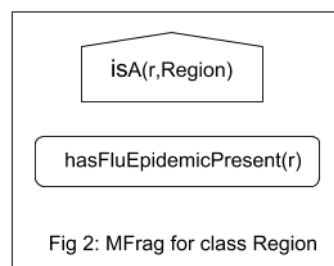 isA(r,Region)
hasFluEpidemicPresent(r)
Fig 2: MFrag for class Region